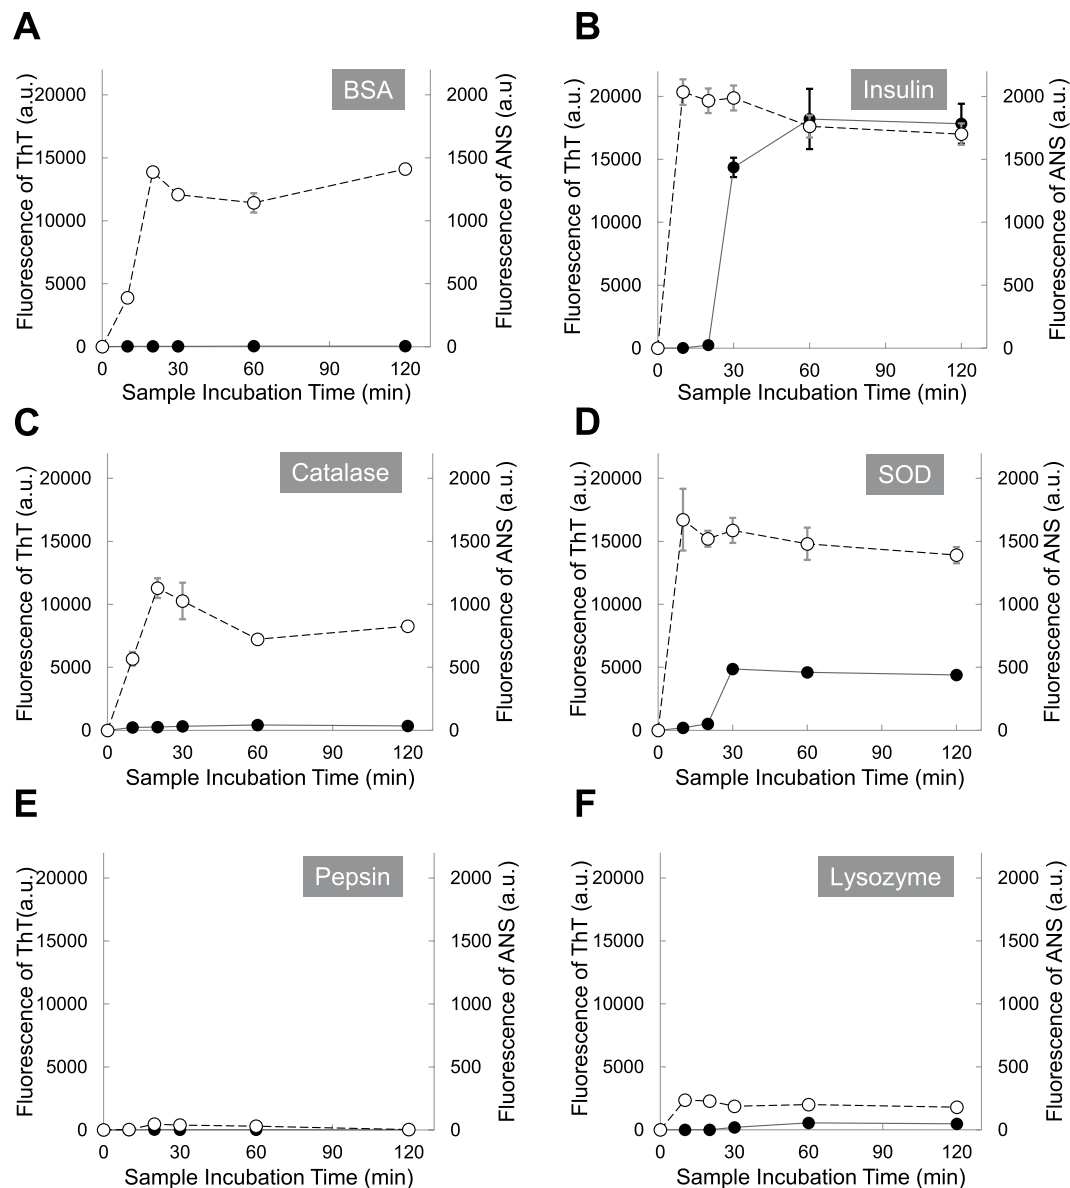 A
BSA
Fluorescence of ThT (a.u.)
20000
15000
10000
5000
0
2000
1500
1000
500
0
Fluorescence of ANS (a.u)
0 30 60 90 120
Sample Incubation Time (min)
B
Insulin
Fluorescence of ThT (a.u.)
20000
15000
10000
5000
0
2000
1500
1000
500
0
Fluorescence of ANS (a.u.)
0 30 60 90 120
Sample Incubation Time (min)
C
Catalase
Fluorescence of ThT (a.u.)
20000
15000
10000
5000
0
2000
1500
1000
500
0
Fluorescence of ANS (a.u.)
0 30 60 90 120
Sample Incubation Time (min)
D
SOD
Fluorescence of ThT (a.u.)
20000
15000
10000
5000
0
2000
1500
1000
500
0
Fluorescence of ANS (a.u.)
0 30 60 90 120
Sample Incubation Time (min)
E
Pepsin
Fluorescence of ThT(a.u.)
20000
15000
10000
5000
0
2000
1500
1000
500
0
Fluorescence of ANS (a.u.)
0 30 60 90 120
Sample Incubation Time (min)
F
Lysozyme
Fluorescence of ThT (a.u.)
20000
15000
10000
5000
0
2000
1500
1000
500
0
Fluorescence of ANS (a.u.)
0 30 60 90 120
Sample Incubation Time (min)